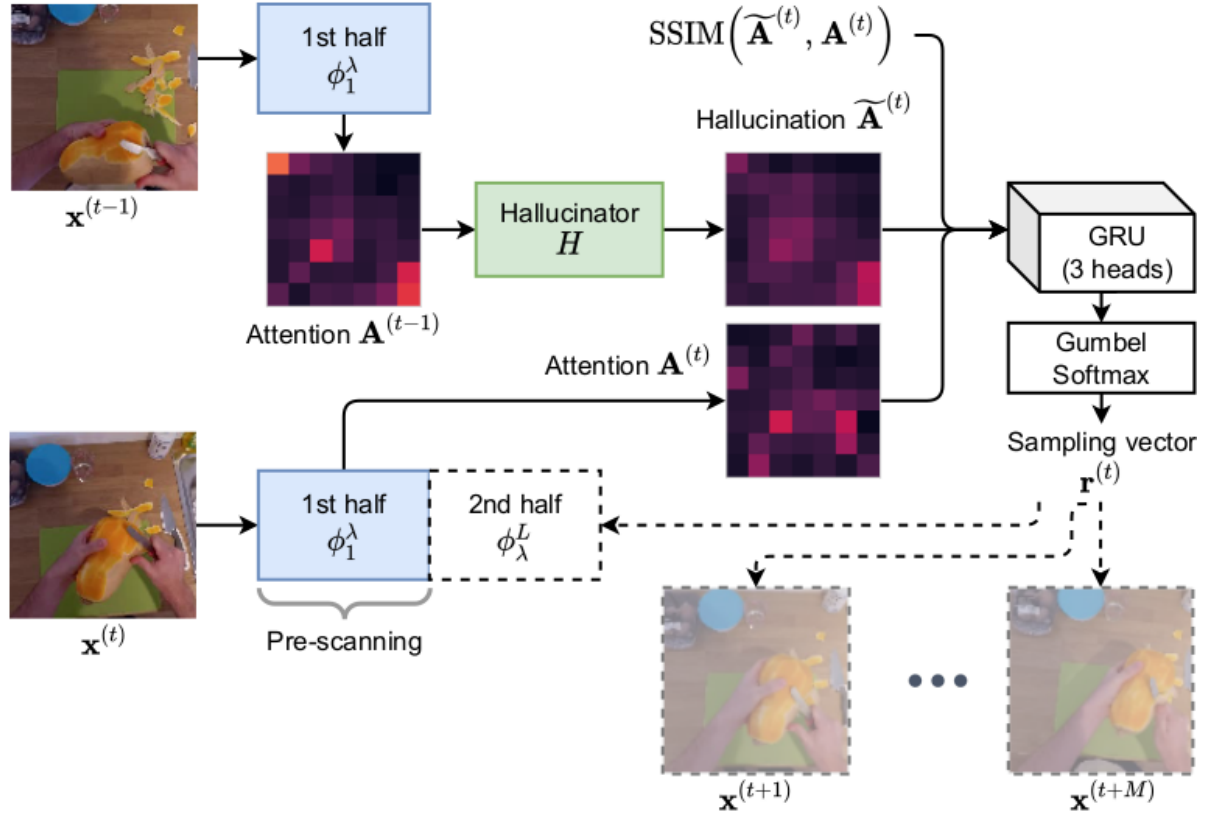 SSIM(Ã^(t), A^(t))
1st half
ϕ_1^λ
Hallucination Ã^(t)
x^(t−1)
Hallucinator
H
GRU
(3 heads)
Attention A^(t−1)
Attention A^(t)
Gumbel
Softmax
Sampling vector
r^(t)
1st half
ϕ_1^λ
2nd half
ϕ_λ^L
x^(t)
Pre-scanning
x^(t+1)
x^(t+M)